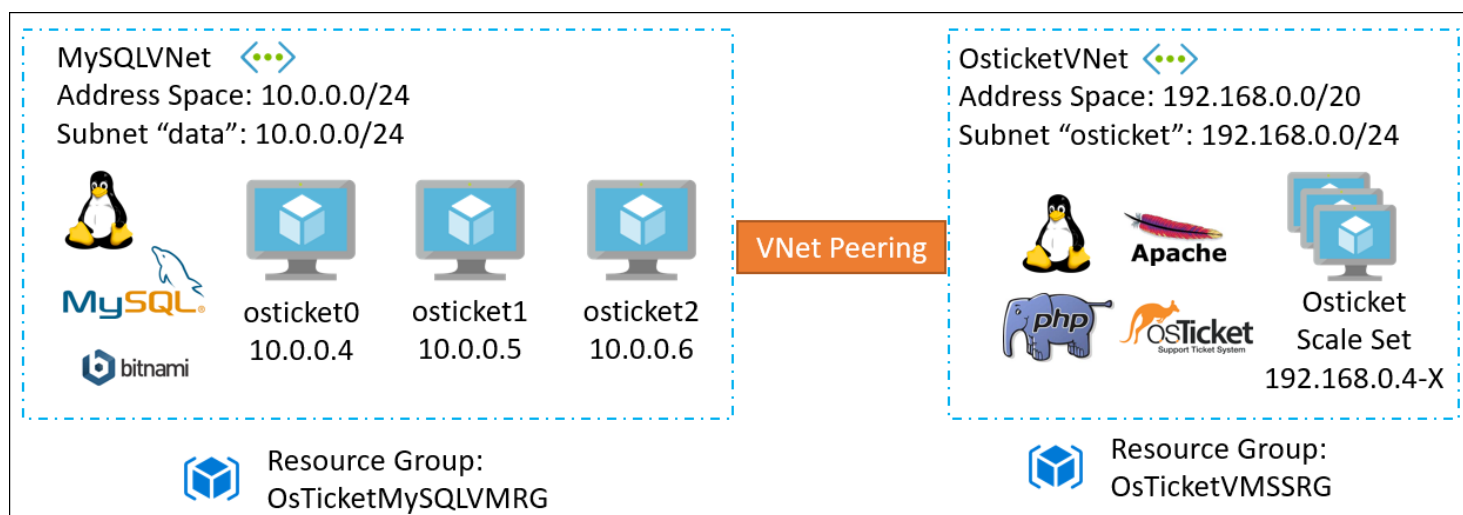 MySQLVNet
Address Space: 10.0.0.0/24
Subnet “data”: 10.0.0.0/24
MySQL®
bitnami
osticket0
10.0.0.4
osticket1
10.0.0.5
osticket2
10.0.0.6
Resource Group:
OsTicketMySQLVMRG
VNet Peering
OsticketVNet
Address Space: 192.168.0.0/20
Subnet “osticket”: 192.168.0.0/24
Apache
php
osTicket
Support Ticket System
Osticket
Scale Set
192.168.0.4-X
Resource Group:
OsTicketVMSSRG